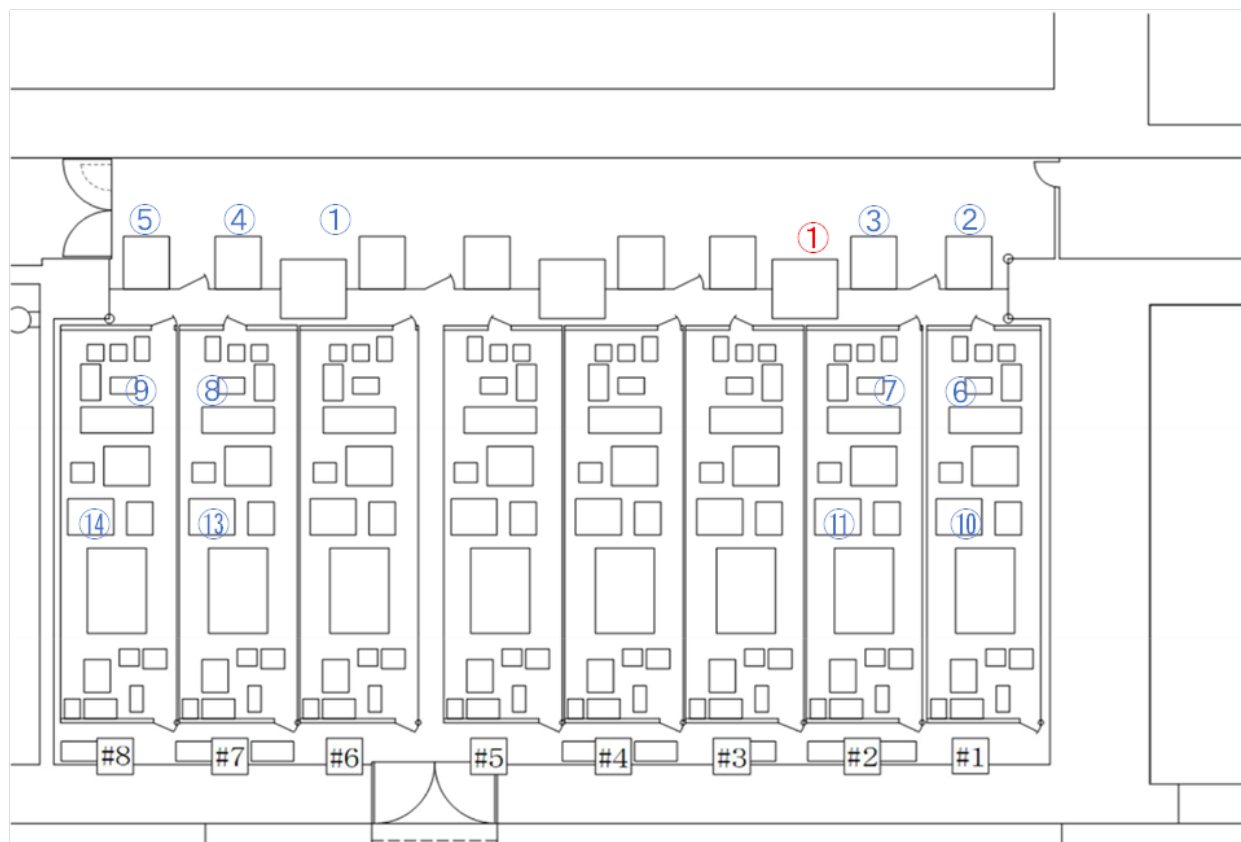 ⑤ ④ ① ① ③ ②
⑨ ⑧ ⑦ ⑥
⑭ ⑬ ⑪ ⑩
#8 #7 #6 #5 #4 #3 #2 #1